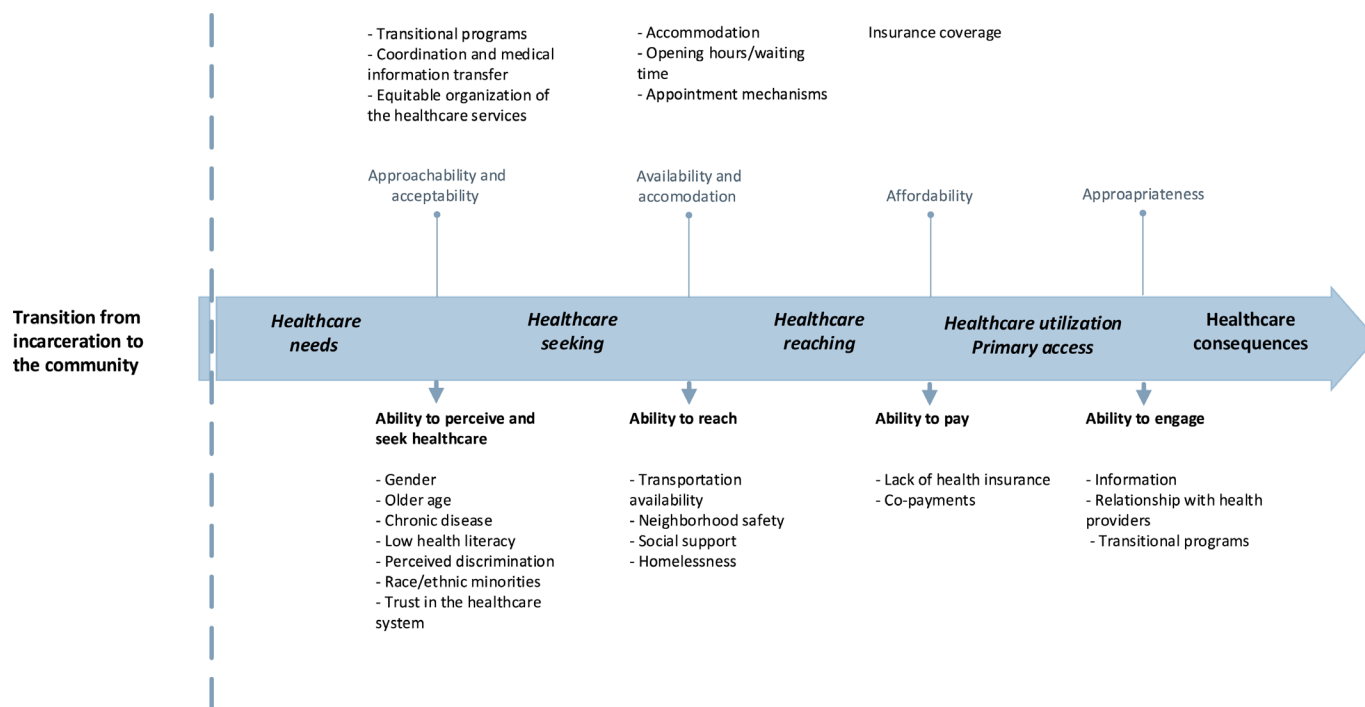 - Transitional programs
- Coordination and medical
information transfer
- Equitable organization of
the healthcare services
- Accommodation
- Opening hours/waiting
time
- Appointment mechanisms
Insurance coverage
Approachability and
acceptability
Availability and
accomodation
Affordability
Approapriateness
Transition from
incarceration to
the community
Healthcare
needs
Healthcare
seeking
Healthcare
reaching
Healthcare utilization
Primary access
Healthcare
consequences
Ability to perceive and
seek healthcare
- Gender
- Older age
- Chronic disease
- Low health literacy
- Perceived discrimination
- Race/ethnic minorities
- Trust in the healthcare
system
Ability to reach
- Transportation
availability
- Neighborhood safety
- Social support
- Homelessness
Ability to pay
- Lack of health insurance
- Co-payments
Ability to engage
- Information
- Relationship with health
providers
- Transitional programs